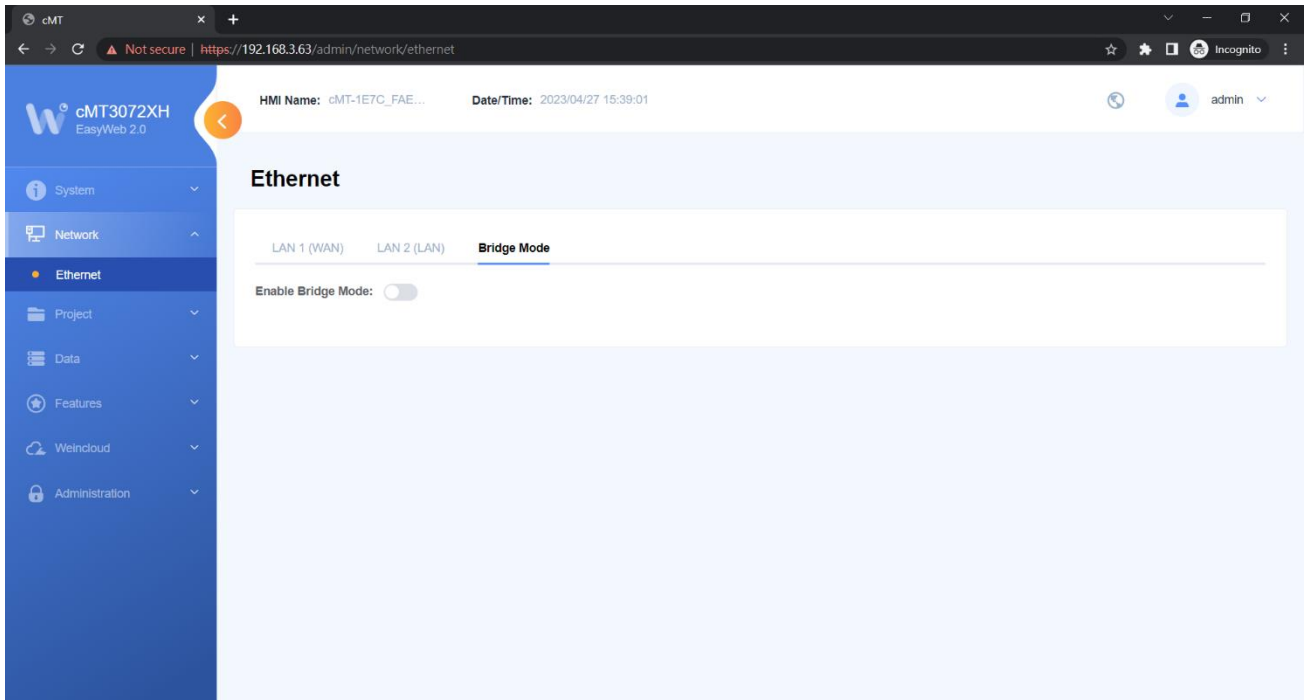 cMT
Not secure | https://192.168.3.63/admin/network/ethernet
Incognito
cMT3072XH
EasyWeb 2.0
HMI Name: cMT-1E7C_FAE... Date/Time: 2023/04/27 15:39:01
admin
System
Network
Ethernet
Project
Data
Features
Weincloud
Administration
Ethernet
LAN 1 (WAN) LAN 2 (LAN) Bridge Mode
Enable Bridge Mode: